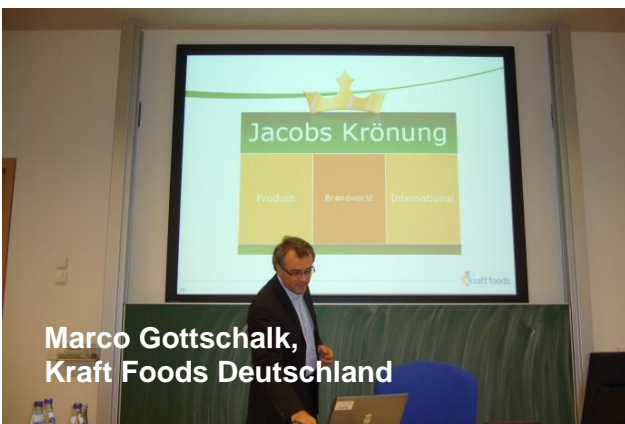 Jacobs Krönung
Product Brandworld International
kraft foods
Marco Gottschalk,
Kraft Foods Deutschland